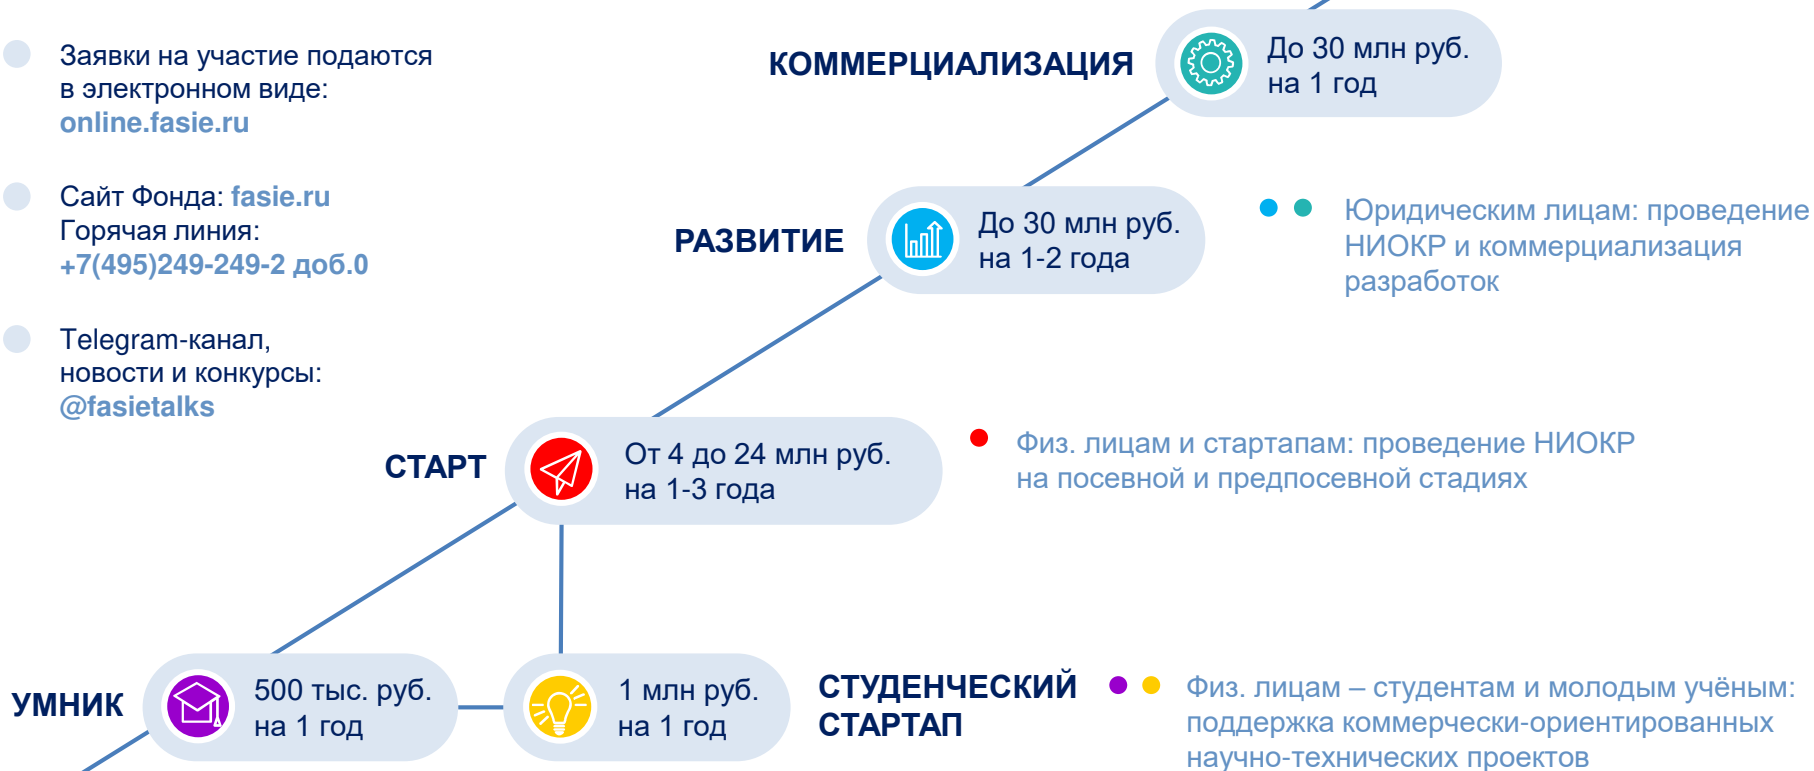 Заявки на участие подаются
в электронном виде:
online.fasie.ru
Сайт Фонда: fasie.ru
Горячая линия:
+7(495)249-249-2 доб.0
Telegram-канал,
новости и конкурсы:
@fasietalks
КОММЕРЦИАЛИЗАЦИЯ
До 30 млн руб.
на 1 год
РАЗВИТИЕ
До 30 млн руб.
на 1-2 года
Юридическим лицам: проведение
НИОКР и коммерциализация
разработок
СТАРТ
От 4 до 24 млн руб.
на 1-3 года
Физ. лицам и стартапам: проведение НИОКР
на посевной и предпосевной стадиях
УМНИК
500 тыс. руб.
на 1 год
1 млн руб.
на 1 год
СТУДЕНЧЕСКИЙ
СТАРТАП
Физ. лицам – студентам и молодым учёным:
поддержка коммерчески-ориентированных
научно-технических проектов